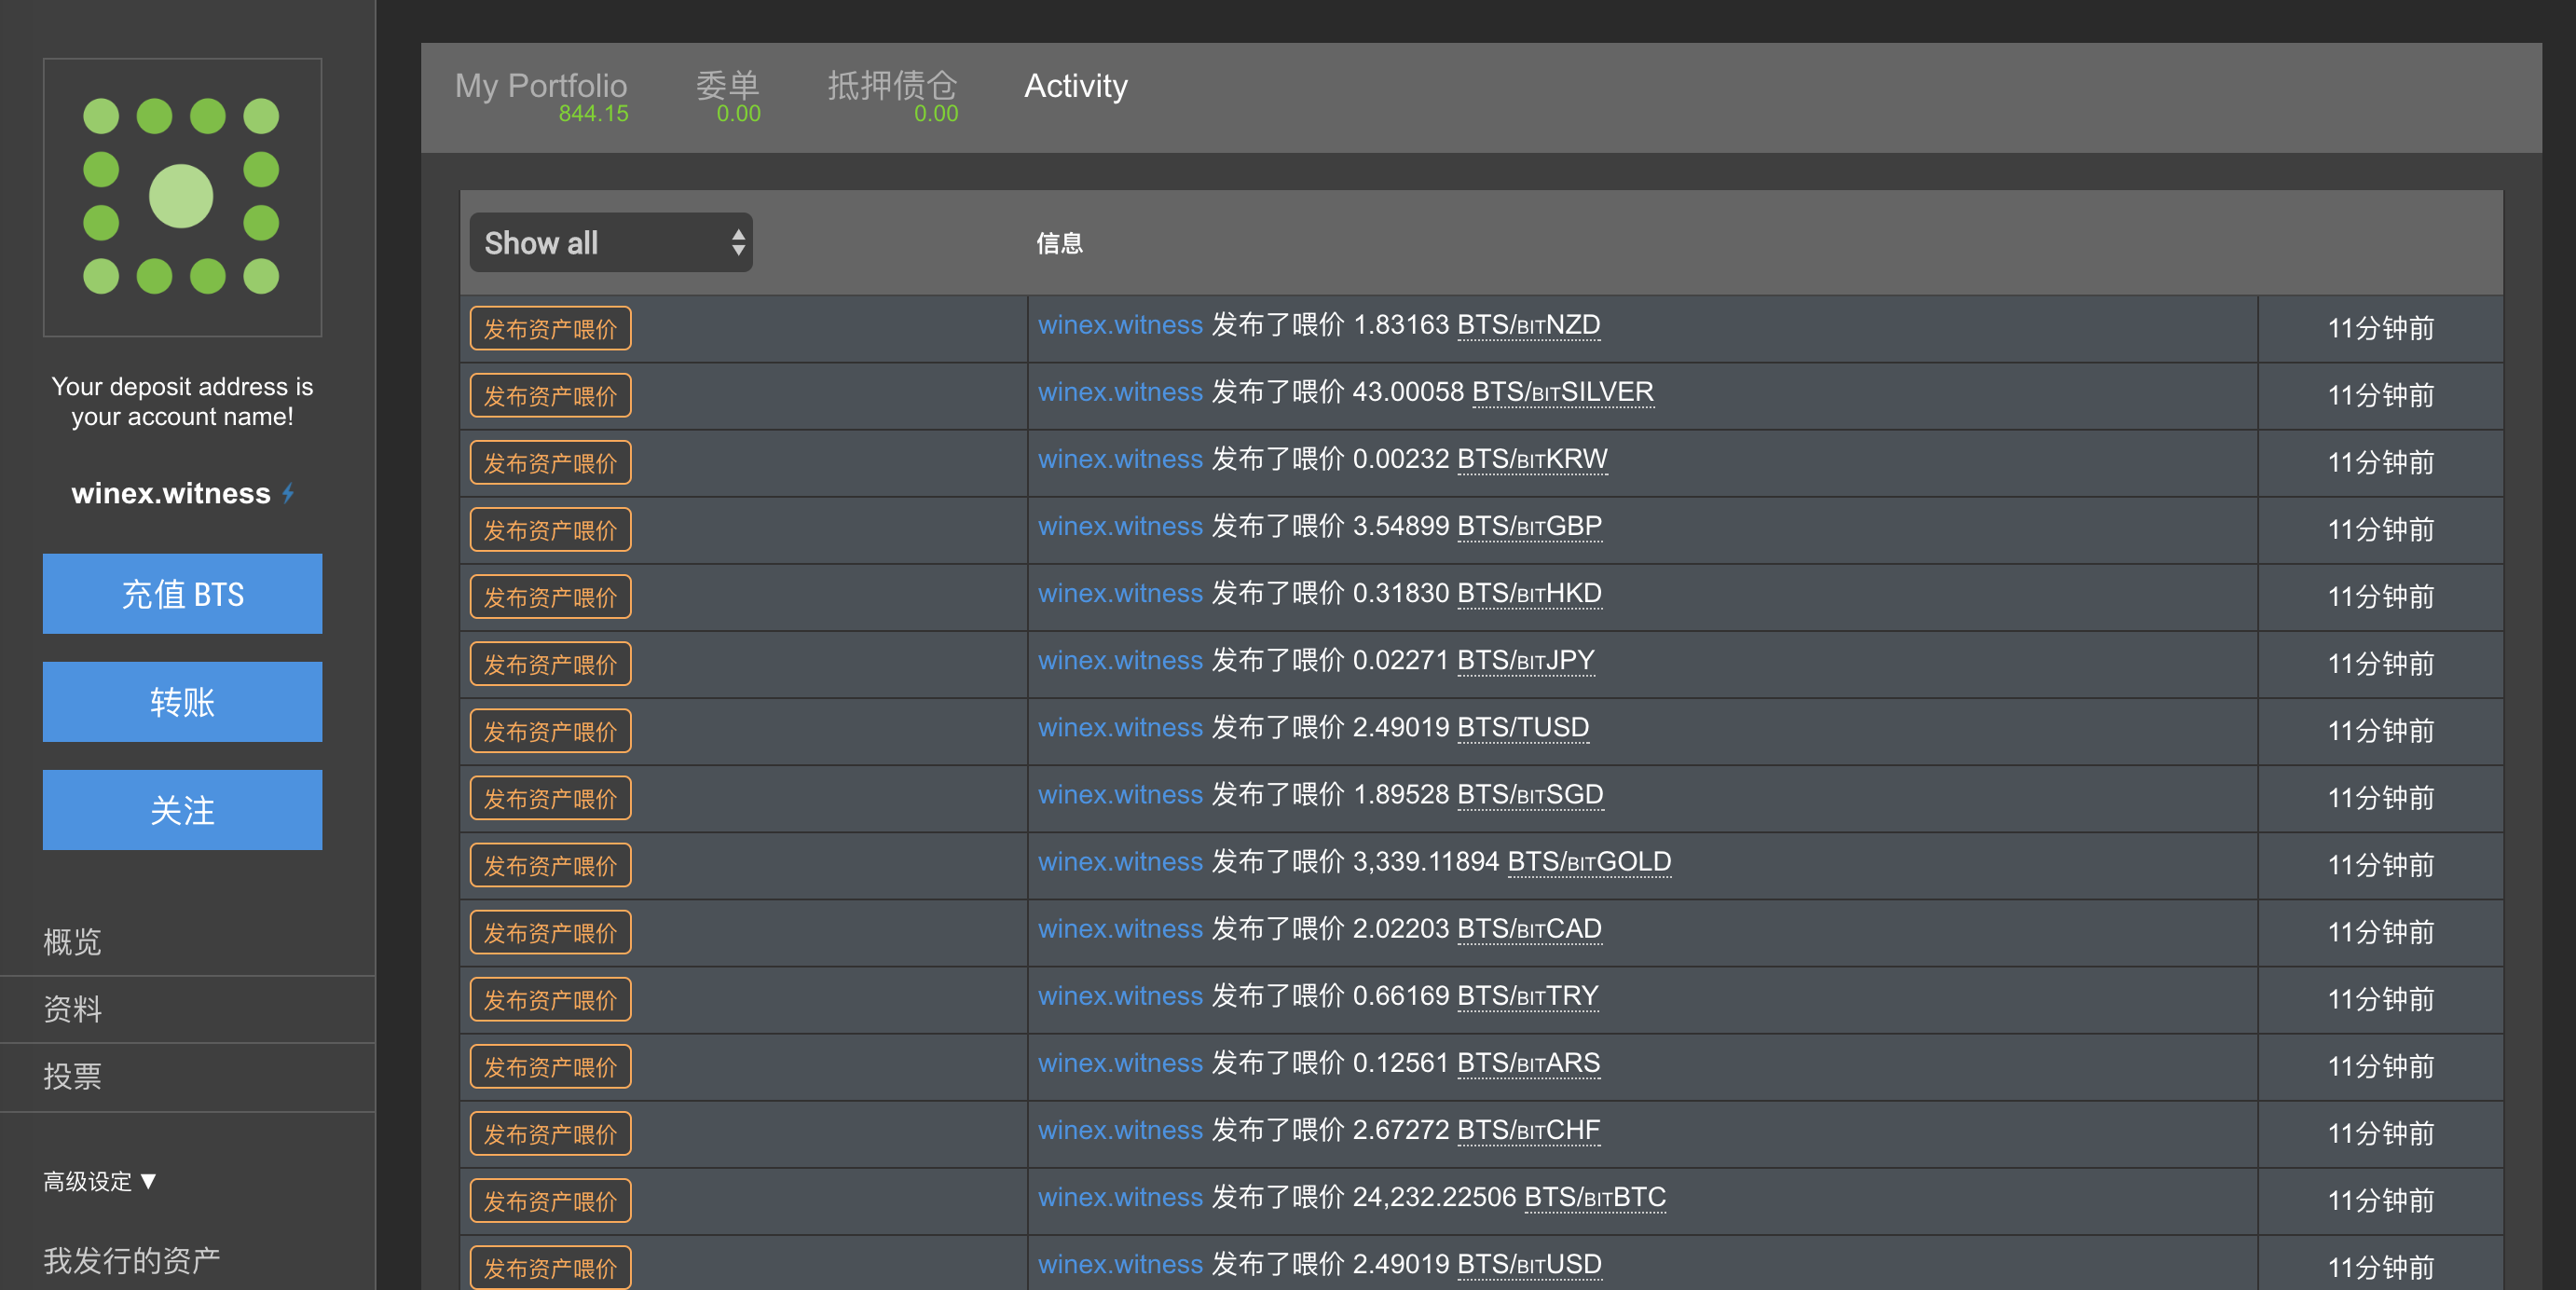 Your deposit address is
your account name!
winex.witness
充值 BTS
转账
关注
概览
资料
投票
高级设定 ▼
我发行的资产
My Portfolio 844.15
委单 0.00
抵押债仓 0.00
Activity
Show all 信息
发布资产喂价 winex.witness 发布了喂价 1.83163 BTS/BITNZD 11分钟前
发布资产喂价 winex.witness 发布了喂价 43.00058 BTS/BITSILVER 11分钟前
发布资产喂价 winex.witness 发布了喂价 0.00232 BTS/BITKRW 11分钟前
发布资产喂价 winex.witness 发布了喂价 3.54899 BTS/BITGBP 11分钟前
发布资产喂价 winex.witness 发布了喂价 0.31830 BTS/BITHKD 11分钟前
发布资产喂价 winex.witness 发布了喂价 0.02271 BTS/BITJPY 11分钟前
发布资产喂价 winex.witness 发布了喂价 2.49019 BTS/TUSD 11分钟前
发布资产喂价 winex.witness 发布了喂价 1.89528 BTS/BITSGD 11分钟前
发布资产喂价 winex.witness 发布了喂价 3,339.11894 BTS/BITGOLD 11分钟前
发布资产喂价 winex.witness 发布了喂价 2.02203 BTS/BITCAD 11分钟前
发布资产喂价 winex.witness 发布了喂价 0.66169 BTS/BITTRY 11分钟前
发布资产喂价 winex.witness 发布了喂价 0.12561 BTS/BITARS 11分钟前
发布资产喂价 winex.witness 发布了喂价 2.67272 BTS/BITCHF 11分钟前
发布资产喂价 winex.witness 发布了喂价 24,232.22506 BTS/BITBTC 11分钟前
发布资产喂价 winex.witness 发布了喂价 2.49019 BTS/BITUSD 11分钟前